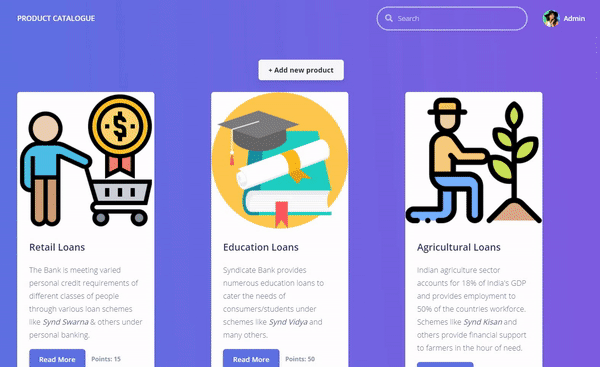 PRODUCT CATALOGUE
Search
Admin
+ Add new product
$
Retail Loans
The Bank is meeting varied
personal credit requirements of
different classes of people
through various loan schemes
like Synd Swarna & others under
personal banking.
Read More Points: 15
Education Loans
Syndicate Bank provides
numerous education loans to
cater the needs of
consumers/students under
schemes like Synd Vidya and
many others.
Read More Points: 50
Agricultural Loans
Indian agriculture sector
accounts for 18% of India's GDP
and provides employment to
50% of the countries workforce.
Schemes like Synd Kisan and
others provide financial support
to farmers in the hour of need.